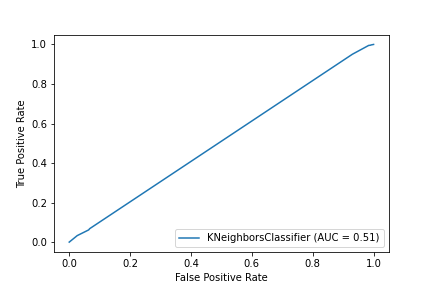 1.0
0.8
0.6
0.4
0.2
0.0
True Positive Rate
KNeighborsClassifier (AUC = 0.51)
0.0 0.2 0.4 0.6 0.8 1.0
False Positive Rate